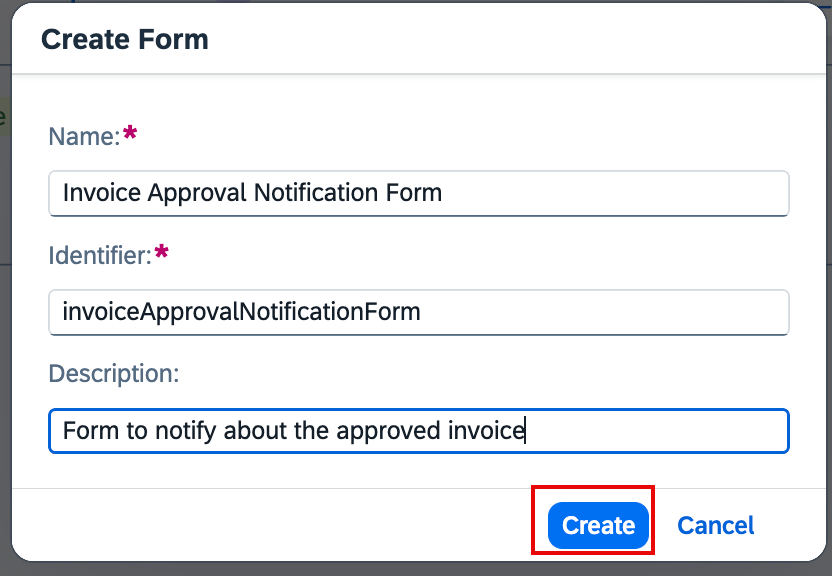 Create Form
Name:*
Invoice Approval Notification Form
Identifier:*
invoiceApprovalNotificationForm
Description:
Form to notify about the approved invoice
Create Cancel